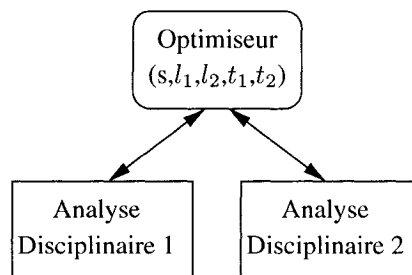 Optimiseur
(s,l₁,l₂,t₁,t₂)
Analyse
Disciplinaire 1
Analyse
Disciplinaire 2